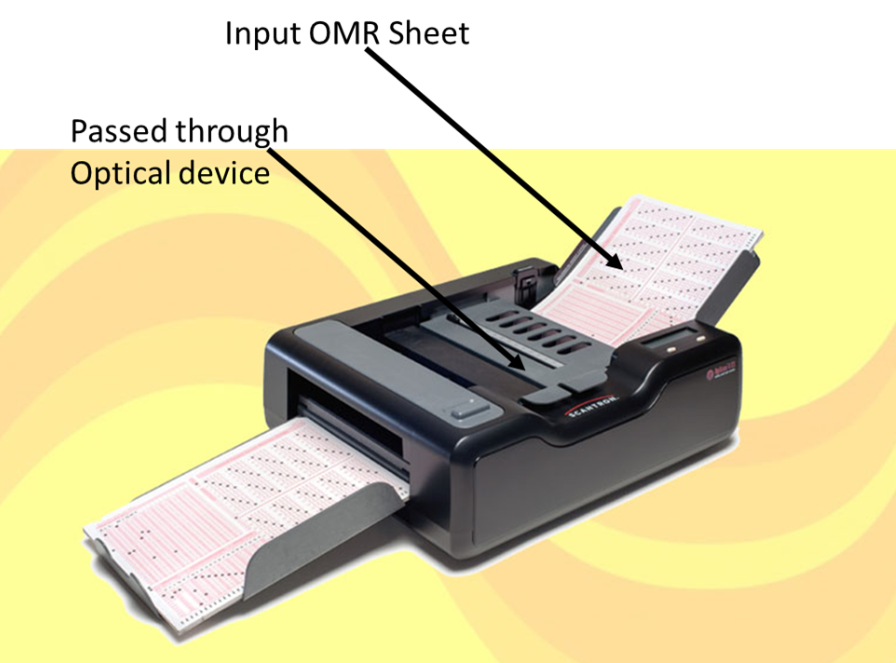 Input OMR Sheet
Passed through
Optical device
SCANTRON